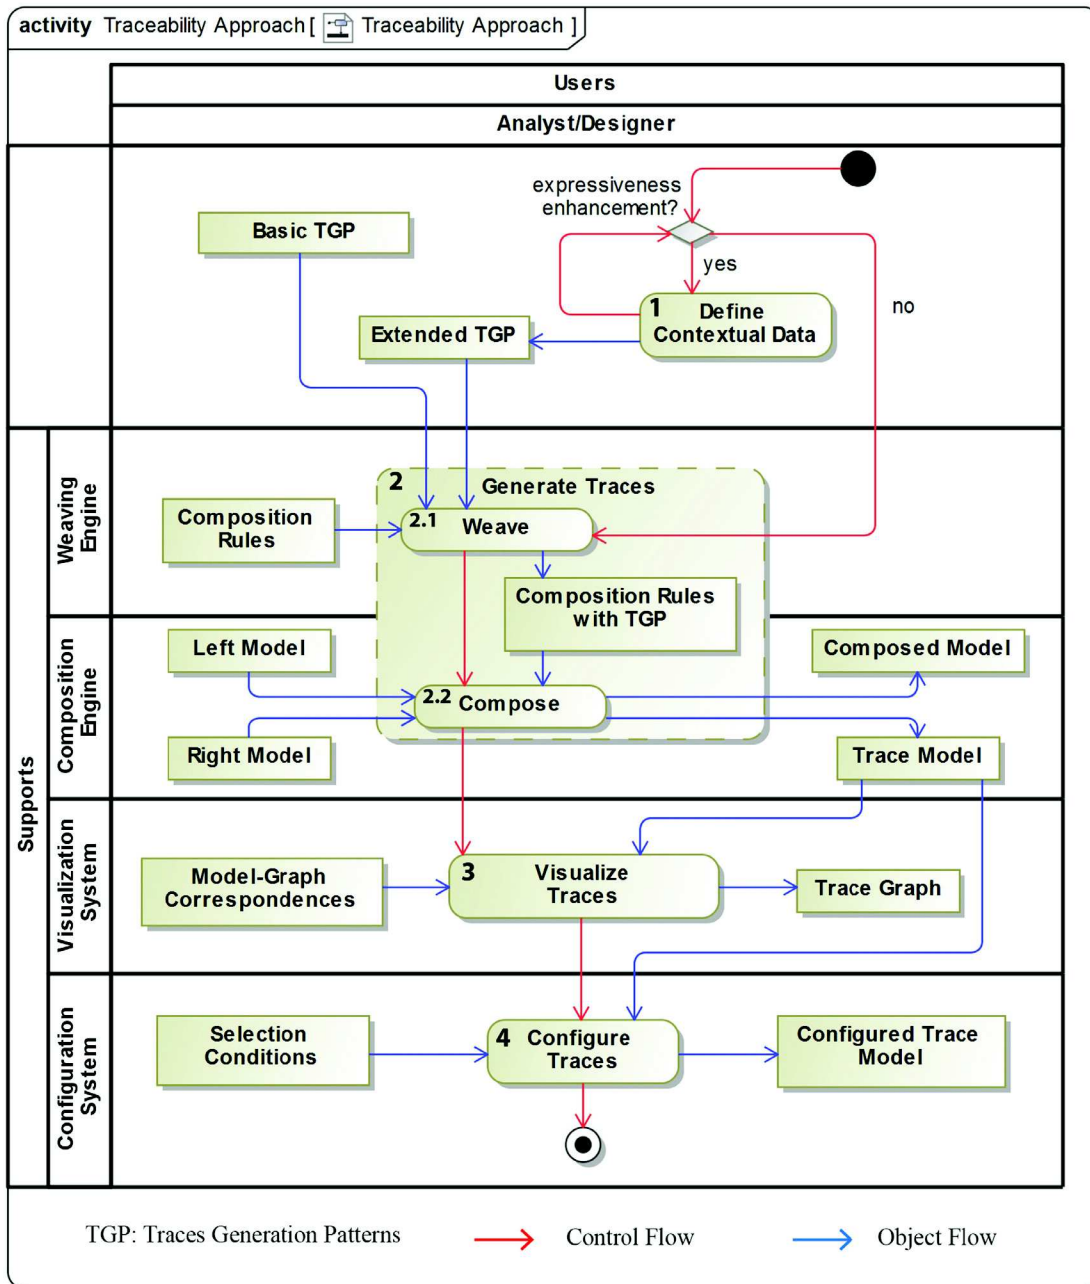 activity Traceability Approach [ Traceability Approach ]
Users
Analyst/Designer
expressiveness
enhancement?
Basic TGP
yes
no
1
Define
Contextual Data
Extended TGP
Supports
Weaving
Engine
2
Generate Traces
Composition
Rules
2.1
Weave
Composition Rules
with TGP
Composition
Engine
Left Model
Composed Model
2.2
Compose
Right Model
Trace Model
Visualization
System
Model-Graph
Correspondences
3
Visualize
Traces
Trace Graph
Configuration
System
Selection
Conditions
4
Configure
Traces
Configured Trace
Model
TGP: Traces Generation Patterns
Control Flow
Object Flow